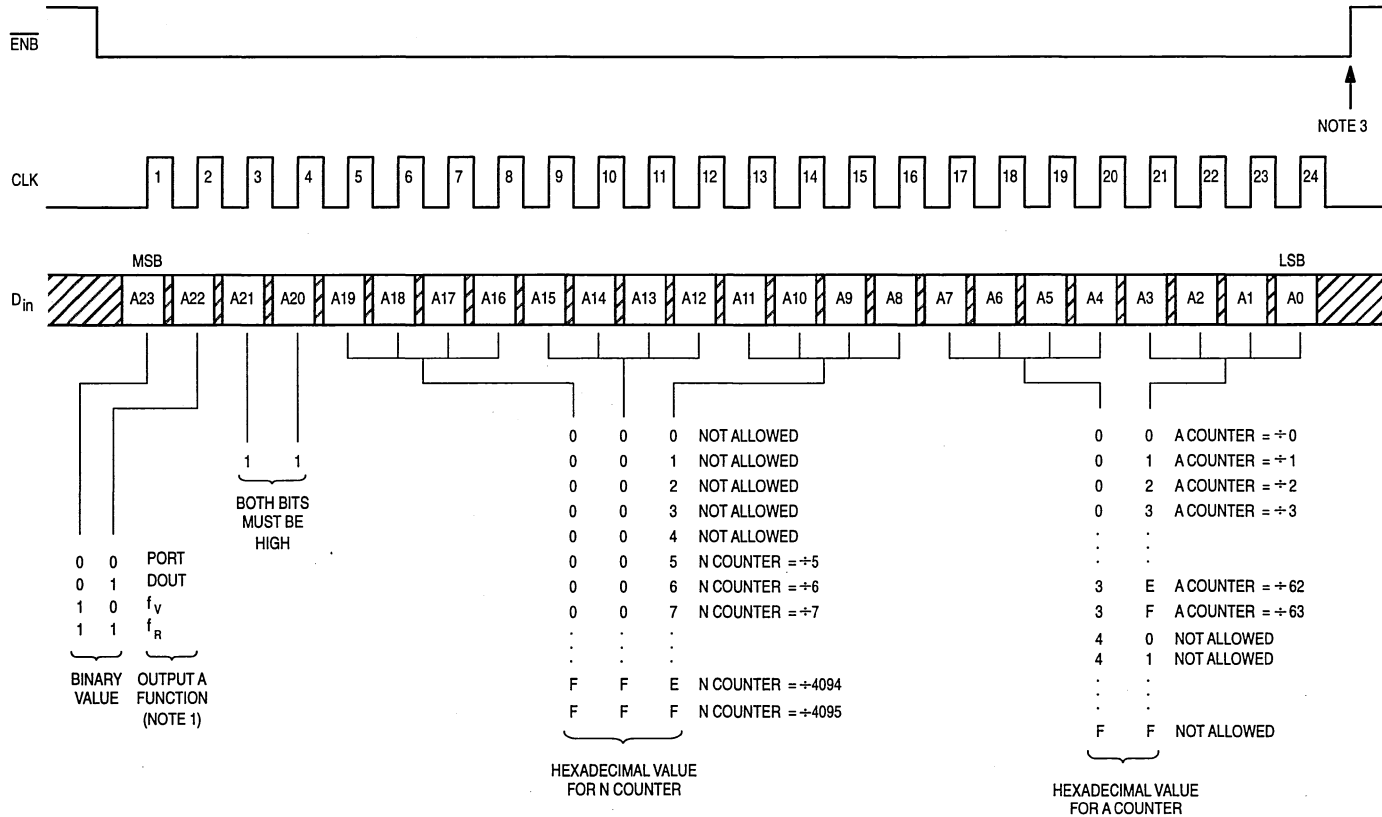 ENB
NOTE 3
CLK
1 2 3 4 5 6 7 8 9 10 11 12 13 14 15 16 17 18 19 20 21 22 23 24
MSB LSB
Din A23 A22 A21 A20 A19 A18 A17 A16 A15 A14 A13 A12 A11 A10 A9 A8 A7 A6 A5 A4 A3 A2 A1 A0
1 1
BOTH BITS
MUST BE
HIGH
0 0 PORT
0 1 DOUT
1 0 fV
1 1 fR
BINARY
VALUE
OUTPUT A
FUNCTION
(NOTE 1)
0 0 0 NOT ALLOWED
0 0 1 NOT ALLOWED
0 0 2 NOT ALLOWED
0 0 3 NOT ALLOWED
0 0 4 NOT ALLOWED
0 0 5 N COUNTER = ÷5
0 0 6 N COUNTER = ÷6
0 0 7 N COUNTER = ÷7
. . .
. . .
. . .
F F E N COUNTER = ÷4094
F F F N COUNTER = ÷4095
HEXADECIMAL VALUE
FOR N COUNTER
0 0 A COUNTER = ÷0
0 1 A COUNTER = ÷1
0 2 A COUNTER = ÷2
0 3 A COUNTER = ÷3
. .
. .
. .
3 E A COUNTER = ÷62
3 F A COUNTER = ÷63
4 0 NOT ALLOWED
4 1 NOT ALLOWED
. .
. .
. .
F F NOT ALLOWED
HEXADECIMAL VALUE
FOR A COUNTER